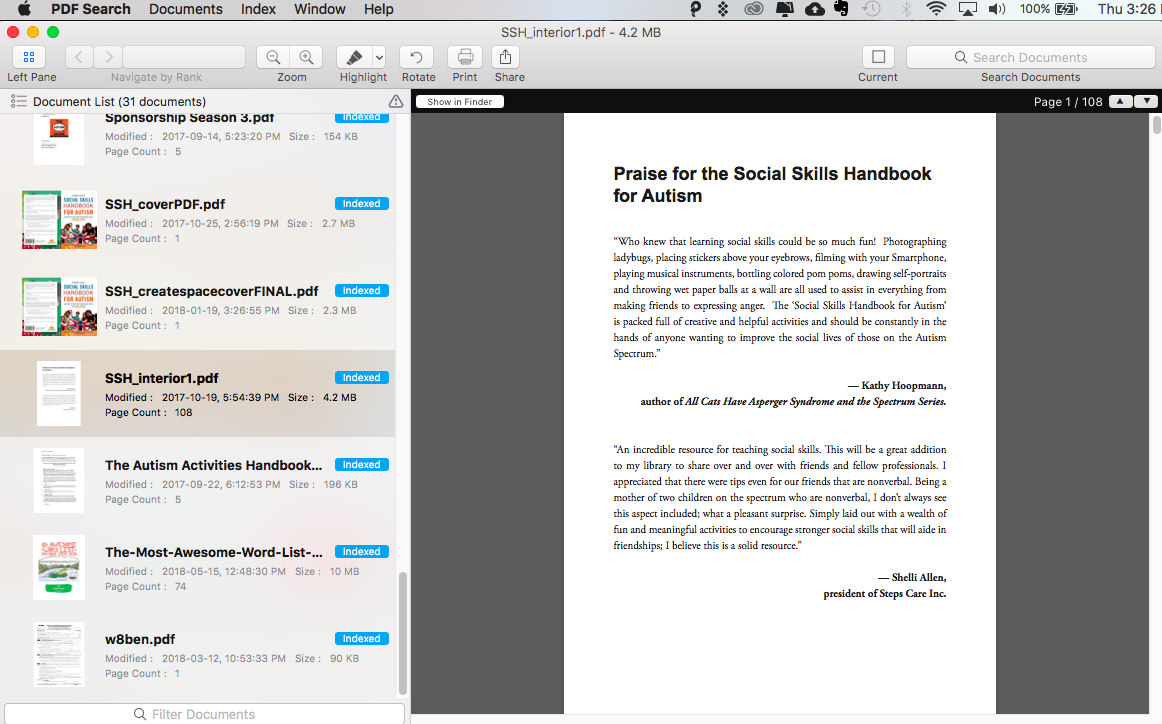 PDF Search Documents Index Window Help 100% Thu 3:26
SSH_interior1.pdf - 4.2 MB
Search Documents
Left Pane Navigate by Rank Zoom Highlight Rotate Print Share Current Search Documents
Document List (31 documents)
Show in Finder
Page 1 / 108
Sponsorship Season 3.pdf Indexed
Modified : 2017-09-14, 5:23:20 PM Size : 154 KB
Page Count : 5
SSH_coverPDF.pdf Indexed
Modified : 2017-10-25, 2:56:19 PM Size : 2.7 MB
Page Count : 1
SSH_createspacecoverFINAL.pdf Indexed
Modified : 2018-01-19, 3:26:55 PM Size : 2.3 MB
Page Count : 1
SSH_interior1.pdf Indexed
Modified : 2017-10-19, 5:54:39 PM Size : 4.2 MB
Page Count : 108
The Autism Activities Handbook... Indexed
Modified : 2017-09-22, 6:12:53 PM Size : 196 KB
Page Count : 5
The-Most-Awesome-Word-List-... Indexed
Modified : 2018-05-15, 12:48:30 PM Size : 10 MB
Page Count : 74
w8ben.pdf Indexed
Modified : 2018-03-12, 10:53:33 PM Size : 90 KB
Page Count : 1
Filter Documents
SOCIAL SKILLS
HANDBOOK
FOR AUTISM
SOCIAL SKILLS
HANDBOOK
FOR AUTISM
Praise for the Social Skills Handbook
for Autism
“Who knew that learning social skills could be so much fun! Photographing
ladybugs, placing stickers above your eyebrows, filming with your Smartphone,
playing musical instruments, bottling colored pom poms, drawing self-portraits
and throwing wet paper balls at a wall are all used to assist in everything from
making friends to expressing anger. The ‘Social Skills Handbook for Autism’
is packed full of creative and helpful activities and should be constantly in the
hands of anyone wanting to improve the social lives of those on the Autism
Spectrum.”
— Kathy Hoopmann,
author of All Cats Have Asperger Syndrome and the Spectrum Series.
“An incredible resource for teaching social skills. This will be a great addition
to my library to share over and over with friends and fellow professionals. I
appreciated that there were tips even for our friends that are nonverbal. Being a
mother of two children on the spectrum who are nonverbal, I don’t always see
this aspect included; what a pleasant surprise. Simply laid out with a wealth of
fun and meaningful activities to encourage stronger social skills that will aide in
friendships; I believe this is a solid resource.”
— Shelli Allen,
president of Steps Care Inc.